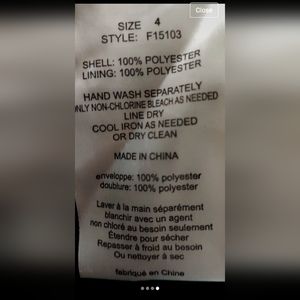 Close
SIZE 4
STYLE: F15103
SHELL: 100% POLYESTER
LINING: 100% POLYESTER
HAND WASH SEPARATELY
ONLY NON-CHLORINE BLEACH AS NEEDED
LINE DRY
COOL IRON AS NEEDED
OR DRY CLEAN
MADE IN CHINA
enveloppe: 100% polyester
doublure: 100% polyester
Laver à la main séparément
blanchir avec un agent
non chloré au besoin seulement
Étendre pour sécher
Repasser à froid au besoin
Ou nettoyer à sec
fabriqué en Chine